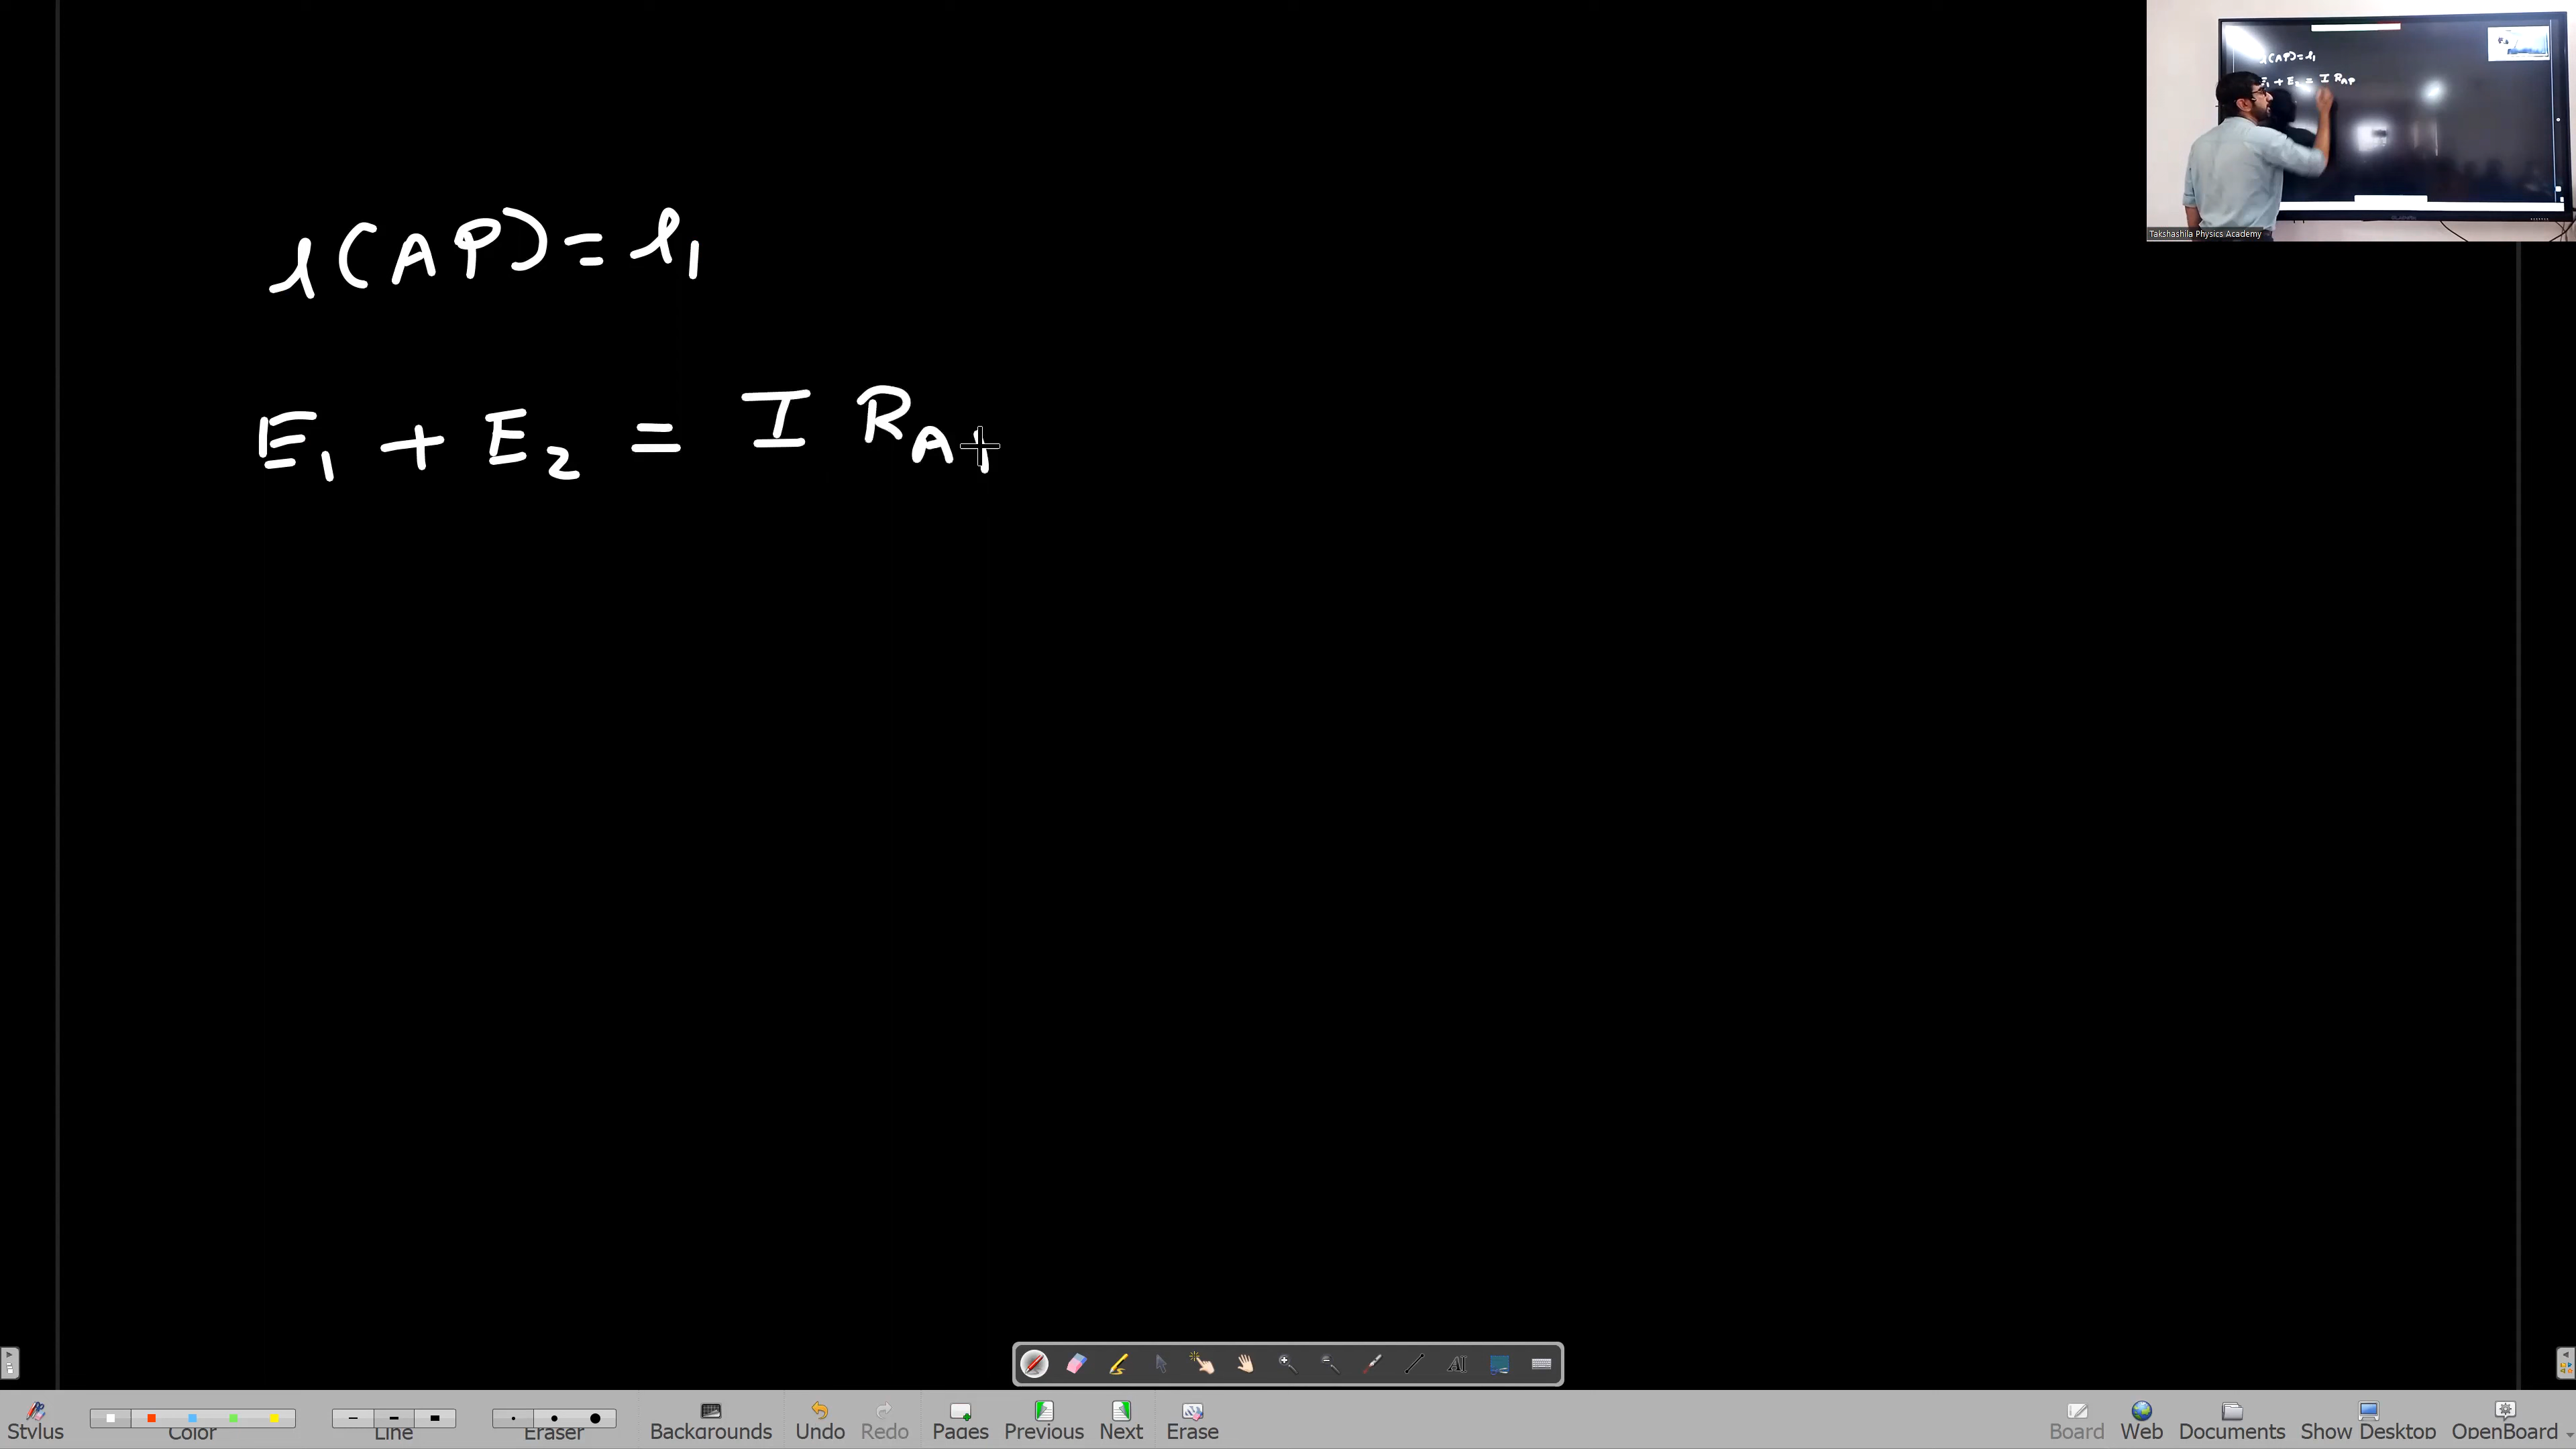 l(AP) = l₁
E₁ + E₂ = I R_AP
Takshashila Physics Academy
Stylus Color Line Eraser Backgrounds Undo Redo Pages Previous Next Erase Board Web Documents Show Desktop OpenBoard